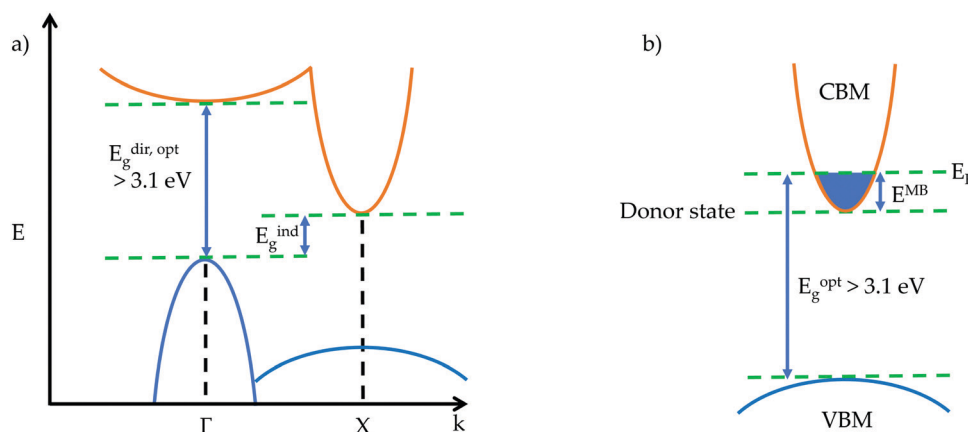 a)
E
E_g^dir, opt
> 3.1 eV
E_g^ind
Γ
X
k
b)
CBM
E^MB
Donor state
E_g^opt > 3.1 eV
VBM